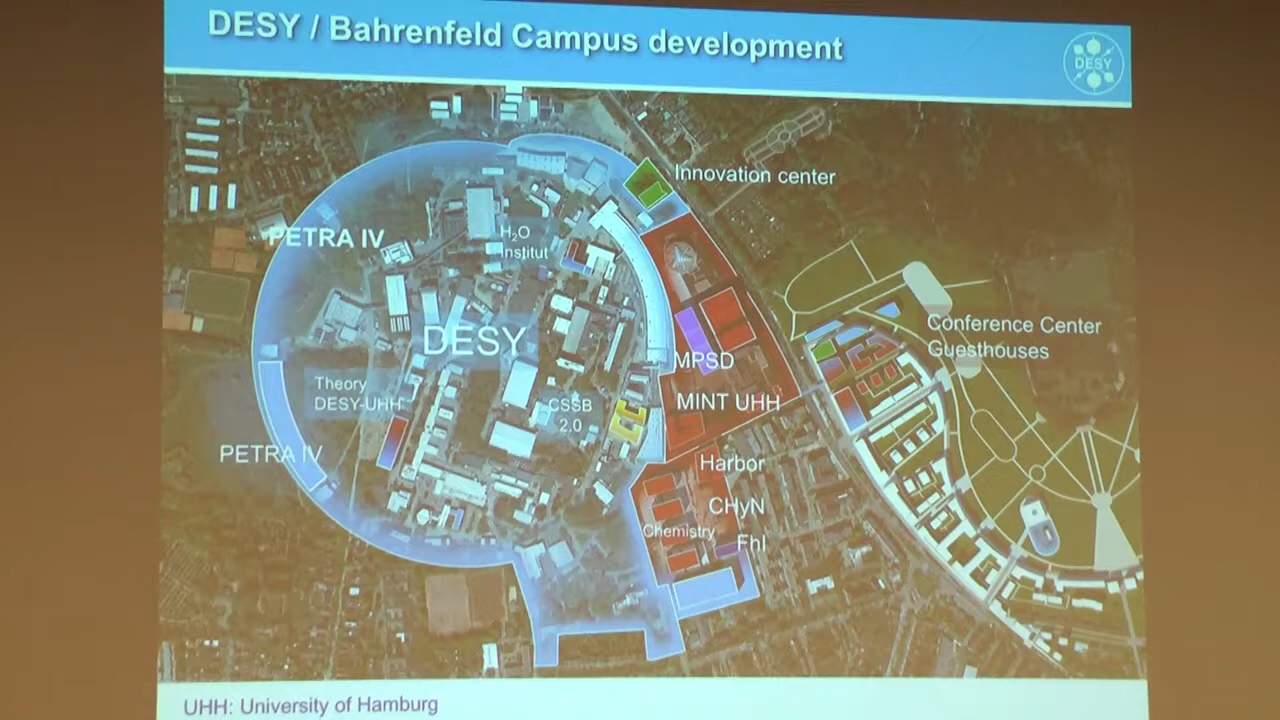 DESY / Bahrenfeld Campus development
DESY
Innovation center
PETRA IV
H₂O
Institut
DESY
Conference Center
Guesthouses
MPSD
MINT UHH
Theory
DESY-UHH
CSSB
2.0
PETRA IV
Harbor
CHyN
Chemistry
FhI
UHH: University of Hamburg